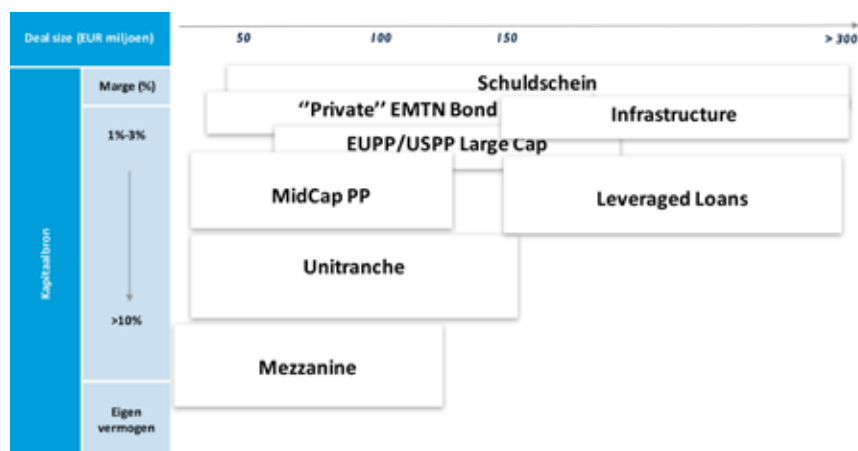 Deal size (EUR miljoen)
50
100
150
> 300
Marge (%)
Schuldschein
‘’Private’’ EMTN Bond
Infrastructure
1%-3%
EUPP/USPP Large Cap
MidCap PP
Leveraged Loans
Kapitaalbron
Unitranche
>10%
Mezzanine
Eigen
vermogen